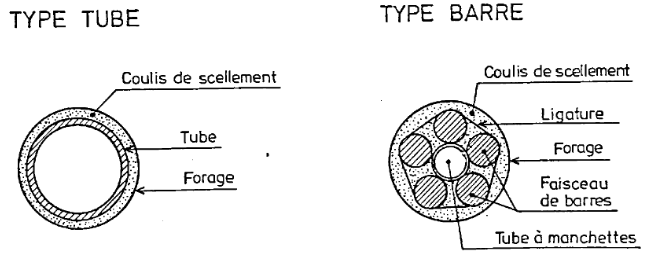 TYPE TUBE
Coulis de scellement
Tube
Forage
TYPE BARRE
Coulis de scellement
Ligature
Forage
Faisceau
de barres
Tube à manchettes